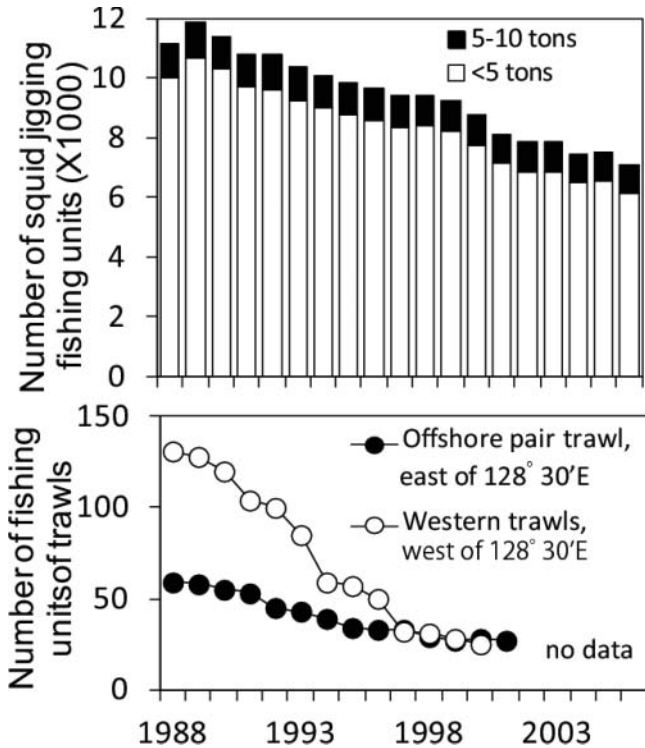 Number of squid jigging
fishing units (X1000)
12
10
8
6
4
2
0
5-10 tons
<5 tons
Number of fishing
unitsof trawls
150
100
50
0
Offshore pair trawl,
east of 128° 30’E
Western trawls,
west of 128° 30’E
no data
1988 1993 1998 2003